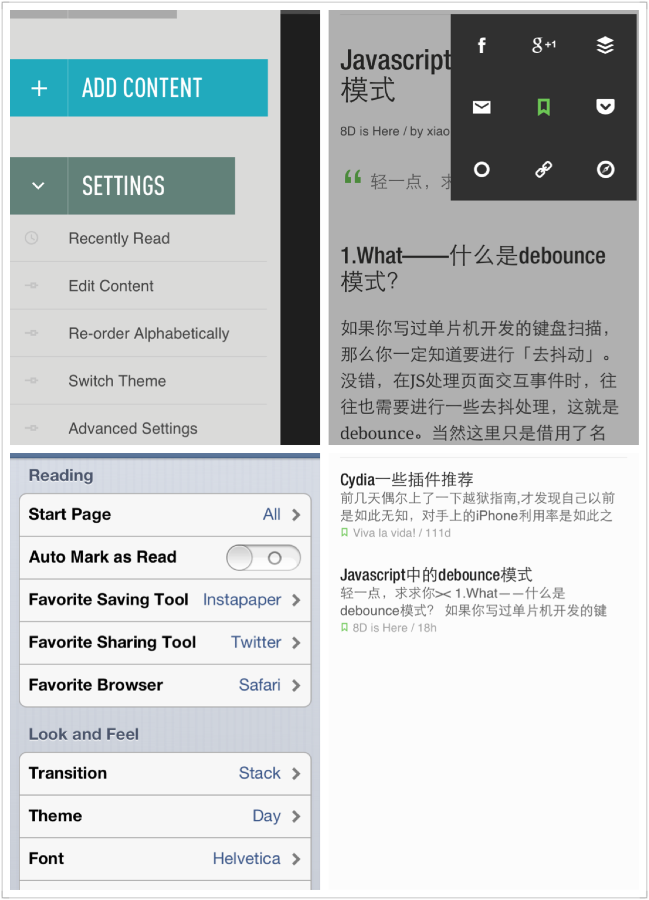 ADD CONTENT
SETTINGS
Recently Read
Edit Content
Re-order Alphabetically
Switch Theme
Advanced Settings
Javascript
模式
8D is Here / by xiao
“ 轻一点，求
g+1
1.What——什么是debounce
模式？
如果你写过单片机开发的键盘扫描，
那么你一定知道要进行「去抖动」。
没错，在JS处理页面交互事件时，往
往也需要进行一些去抖处理，这就是
debounce。当然这里只是借用了名
Reading
Start Page All
Auto Mark as Read
Favorite Saving Tool Instapaper
Favorite Sharing Tool Twitter
Favorite Browser Safari
Look and Feel
Transition Stack
Theme Day
Font Helvetica
Cydia一些插件推荐
前几天偶尔上了一下越狱指南,才发现自己以前
是如此无知，对手上的iPhone利用率是如此之
Viva la vida! / 111d
Javascript中的debounce模式
轻一点，求求你>< 1.What——什么是
debounce模式？ 如果你写过单片机开发的键
8D is Here / 18h